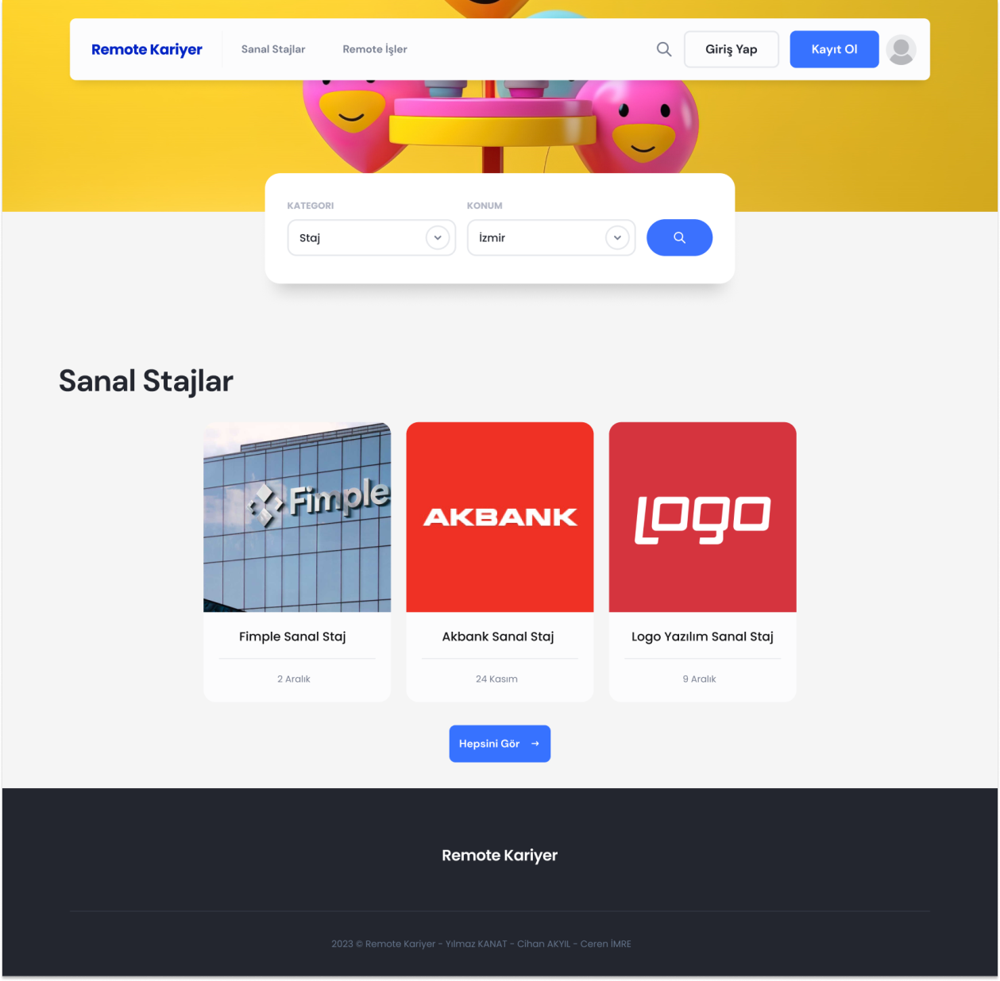 Remote Kariyer
Sanal Stajlar
Remote İşler
Giriş Yap
Kayıt Ol
KATEGORI
KONUM
Staj
İzmir
Sanal Stajlar
Fimple
AKBANK
LOGO
Fimple Sanal Staj
Akbank Sanal Staj
Logo Yazılım Sanal Staj
2 Aralık
24 Kasım
9 Aralık
Hepsini Gör →
Remote Kariyer
2023 © Remote Kariyer - Yılmaz KANAT - Cihan AKYIL - Ceren İMRE